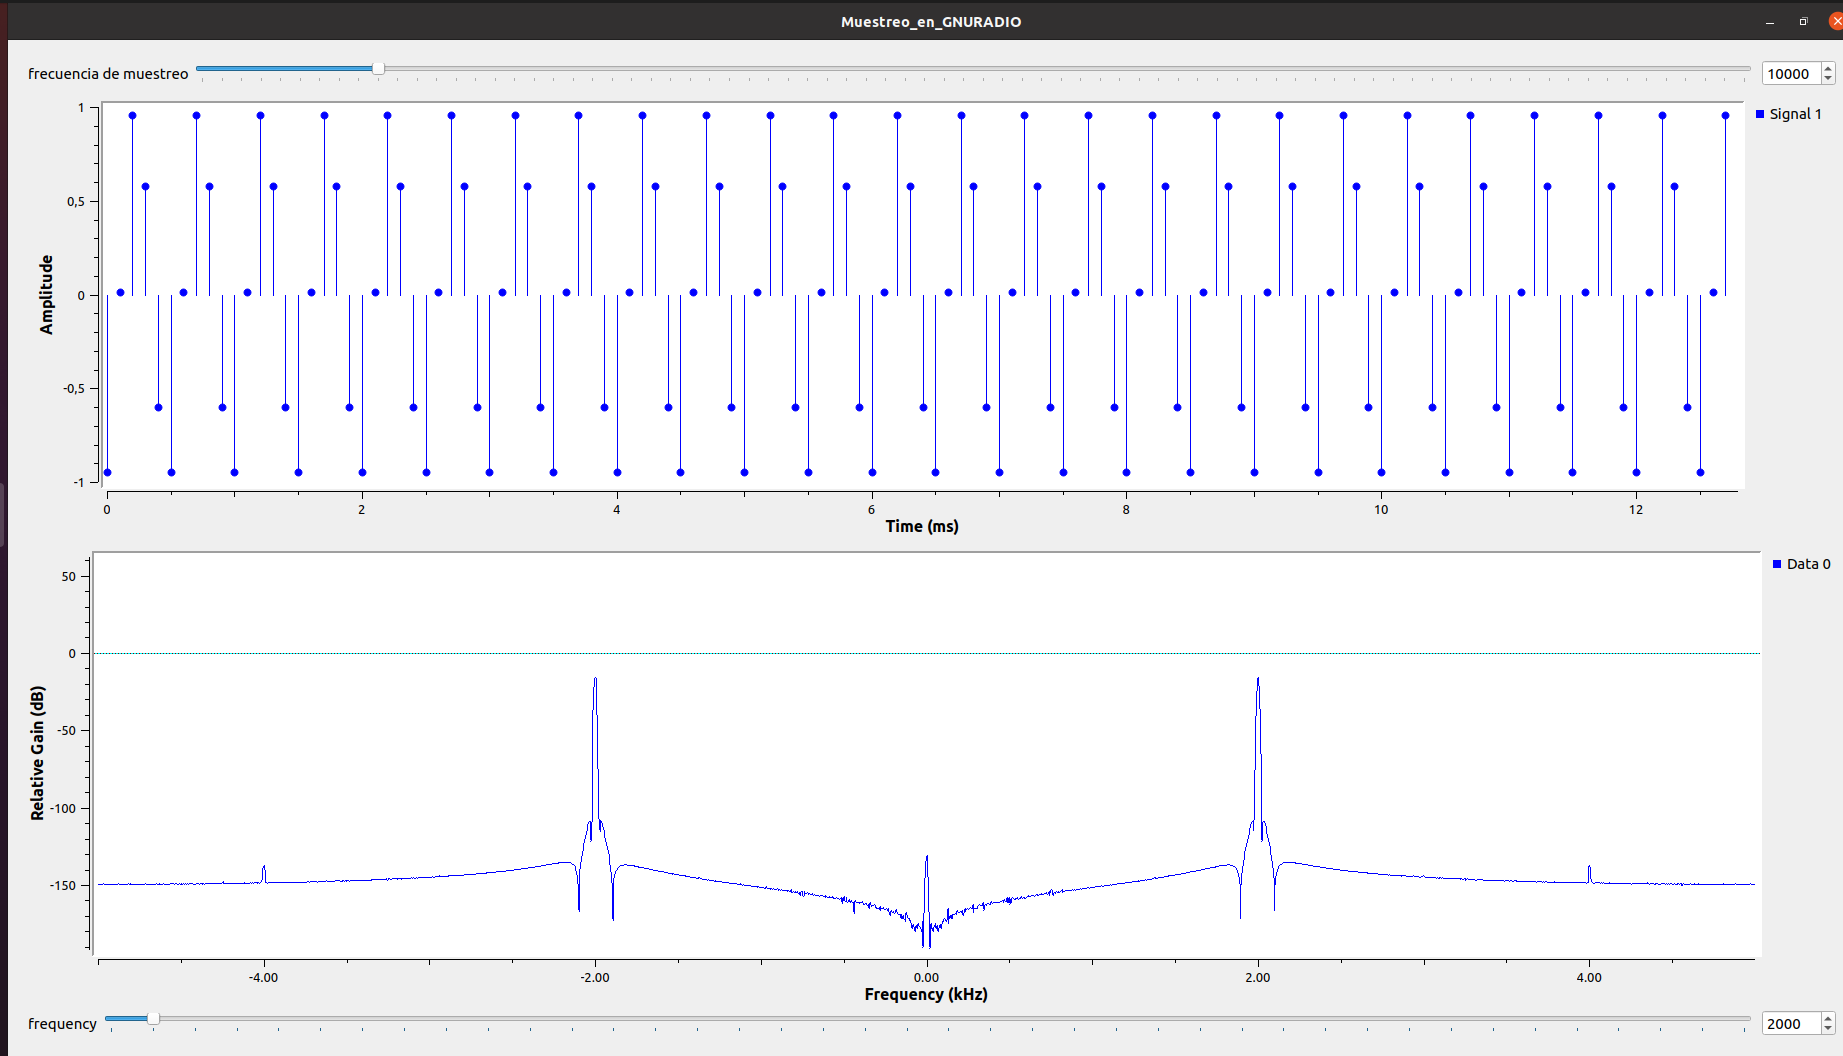 Muestreo_en_GNURADIO
frecuencia de muestreo
10000
1
0,5
0
-0,5
-1
Amplitude
Signal 1
0 2 4 6 8 10 12
Time (ms)
50
0
-50
-100
-150
Relative Gain (dB)
Data 0
-4.00 -2.00 0.00 2.00 4.00
Frequency (kHz)
frequency
2000